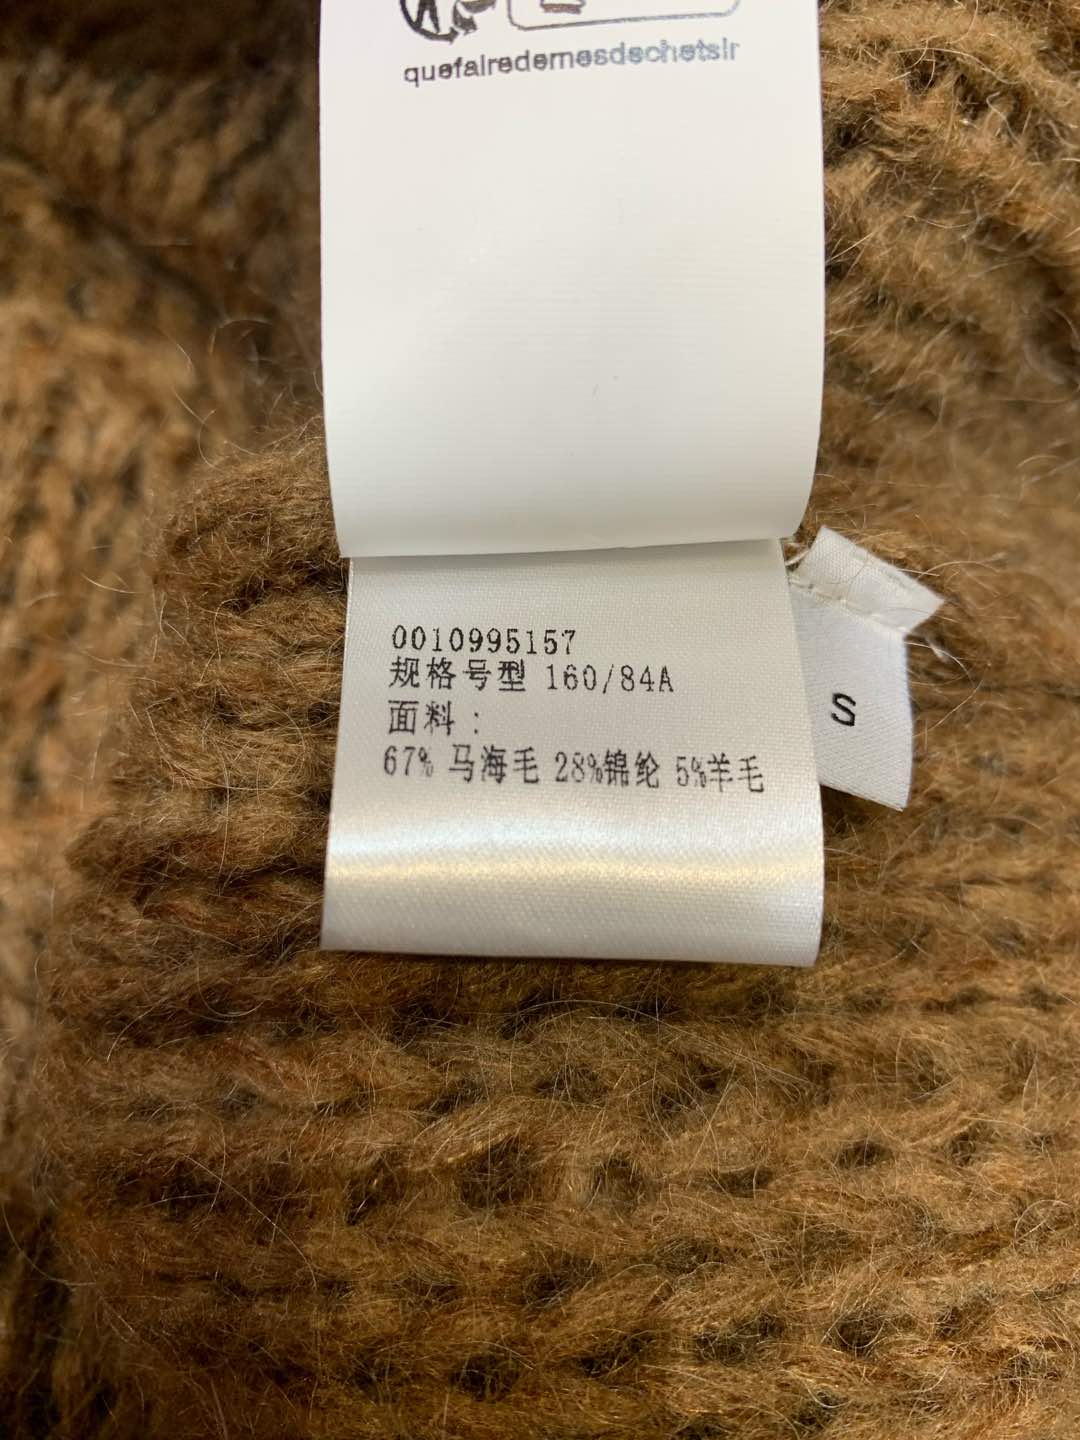 quefairedemesdechetsir
0010995157
规格号型 160/84A
面料：
67% 马海毛 28%锦纶 5%羊毛
S